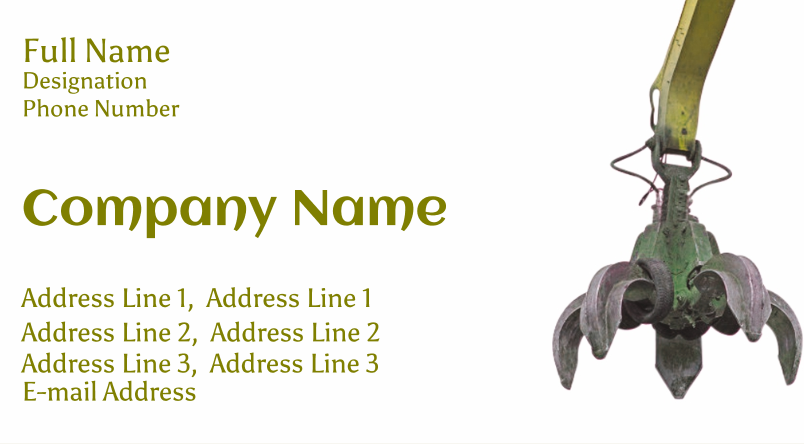 Full Name
Designation
Phone Number
Company Name
Address Line 1,  Address Line 1
Address Line 2,  Address Line 2
Address Line 3,  Address Line 3
E-mail Address